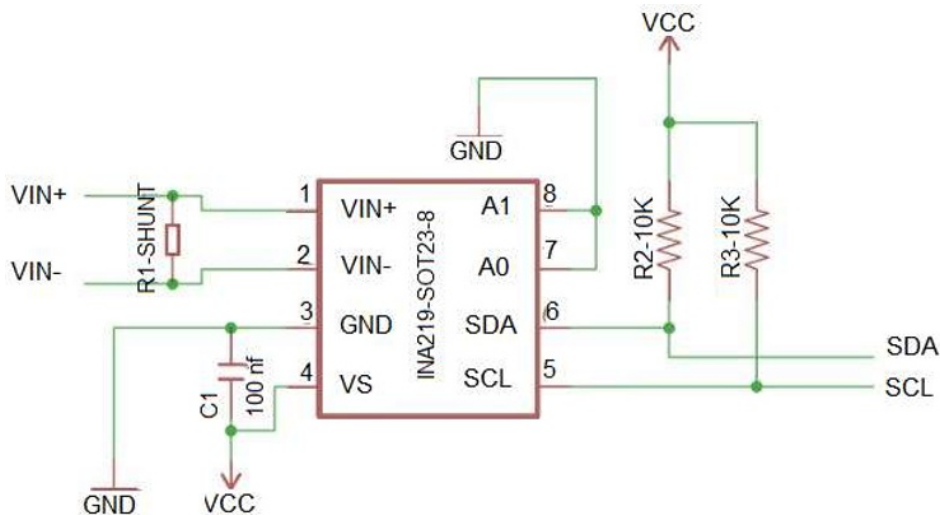 VCC
GND
VIN+
R1-SHUNT
VIN-
1
VIN+
A1
8
2
VIN-
A0
7
3
GND
SDA
6
4
VS
SCL
5
INA219-SOT23-8
R2-10K
R3-10K
SDA
SCL
C1
100 nf
GND
VCC